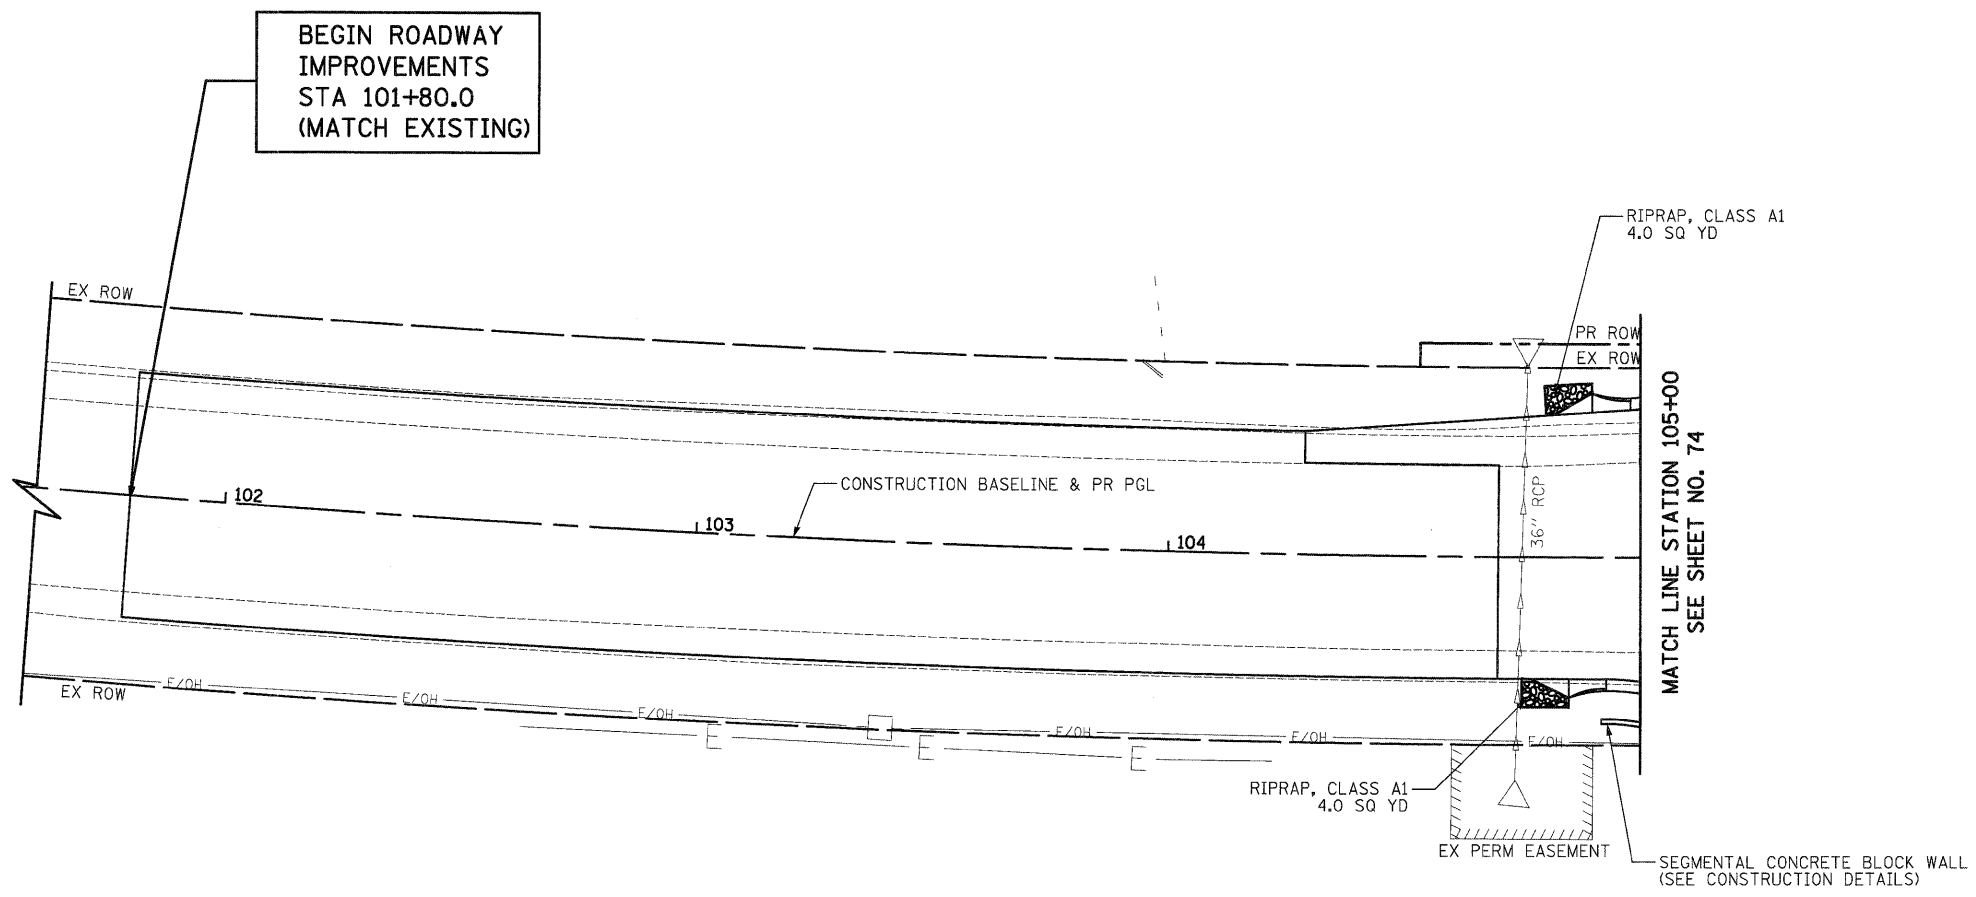 BEGIN ROADWAY
IMPROVEMENTS
STA 101+80.0
(MATCH EXISTING)
RIPRAP, CLASS A1
4.0 SQ YD
EX ROW
PR ROW
EX ROW
MATCH LINE STATION 105+00
SEE SHEET NO. 74
102
CONSTRUCTION BASELINE & PR PGL
103
104
36" RCP
EX ROW
E/OH
E/OH
E/OH
E/OH
E/OH
E/OH
E
E
E
RIPRAP, CLASS A1
4.0 SQ YD
EX PERM EASEMENT
SEGMENTAL CONCRETE BLOCK WALL
(SEE CONSTRUCTION DETAILS)